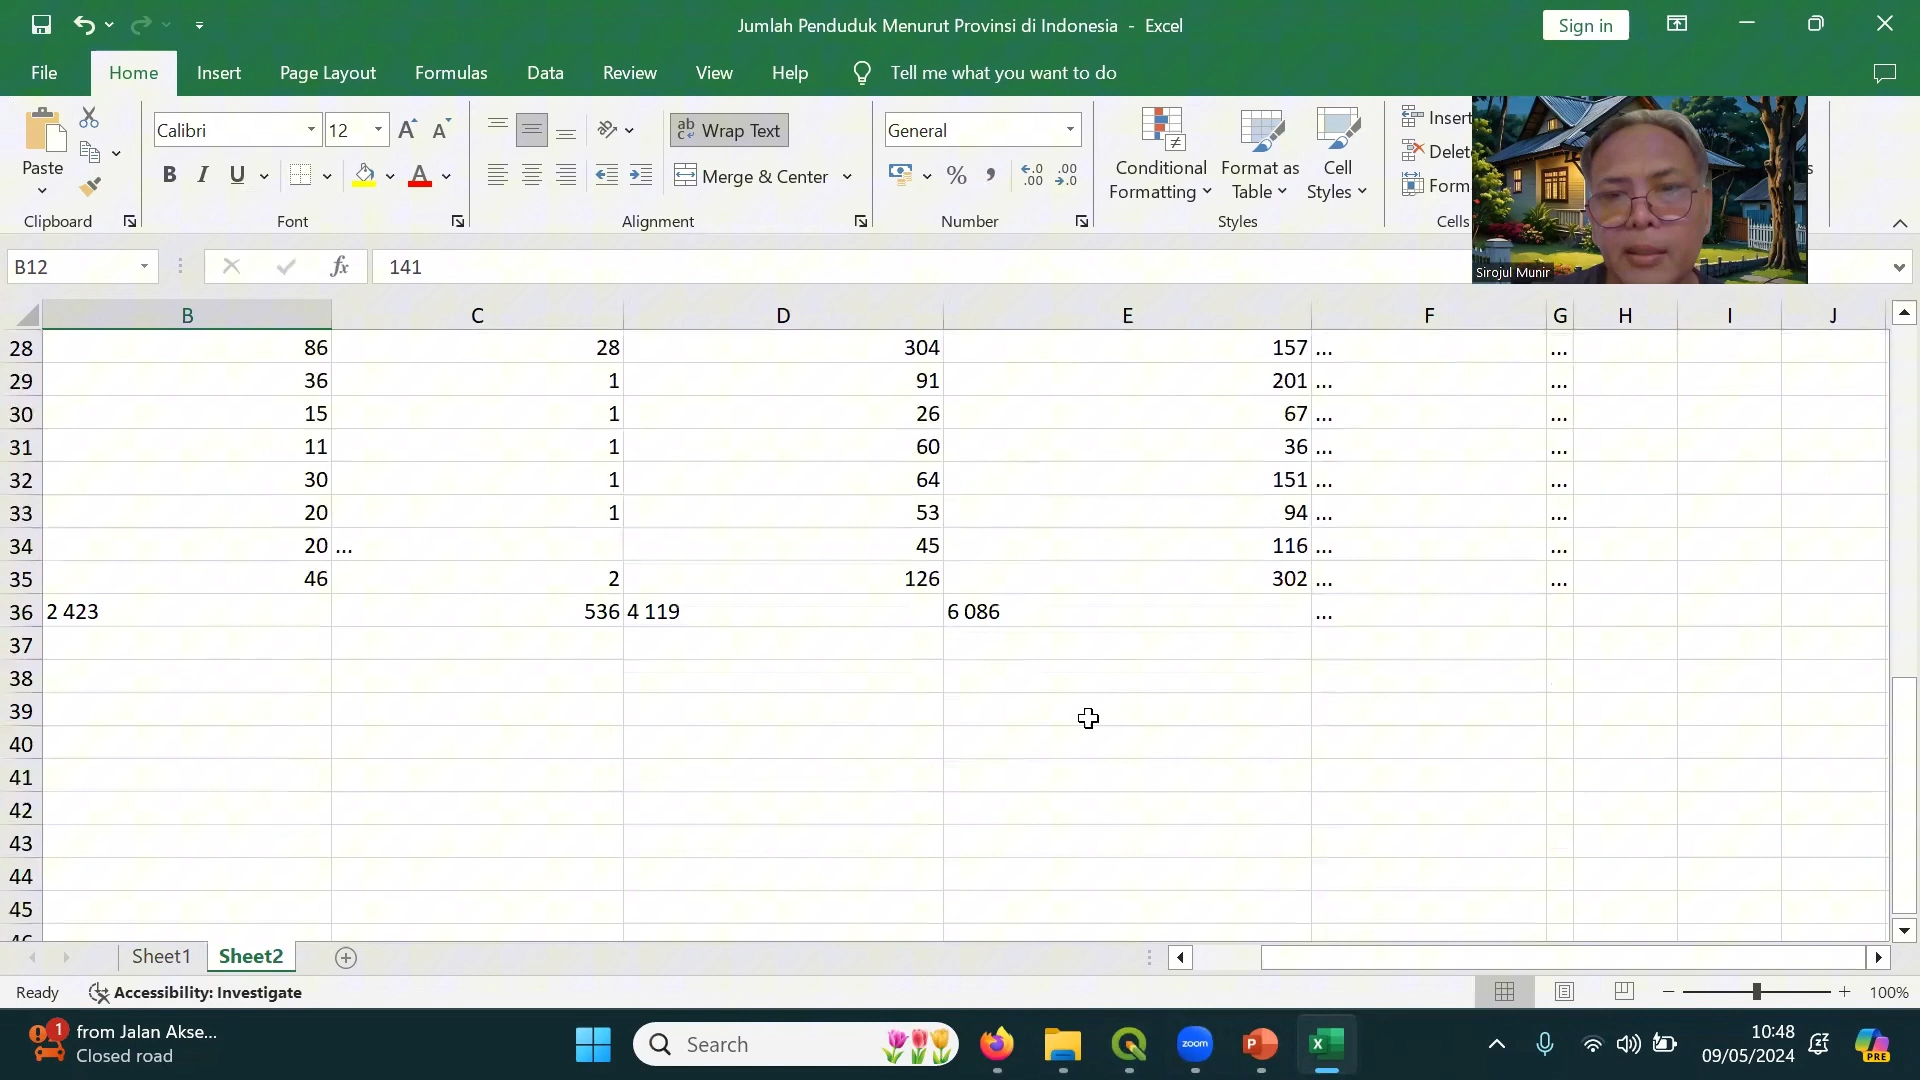 Jumlah Penduduk Menurut Provinsi di Indonesia - Excel
Sign in
File Home Insert Page Layout Formulas Data Review View Help Tell me what you want to do
Paste
Calibri 12
B I U A
Wrap Text
Merge & Center
General
% ,
Conditional Formatting
Format as Table
Cell Styles
Insert
Delet
Form
Clipboard Font Alignment Number Styles Cells
Sirojul Munir
B12 fx 141
B C D E F G H I J
28 86 28 304 157 ... ...
29 36 1 91 201 ... ...
30 15 1 26 67 ... ...
31 11 1 60 36 ... ...
32 30 1 64 151 ... ...
33 20 1 53 94 ... ...
34 20 ... 45 116 ... ...
35 46 2 126 302 ... ...
36 2 423 536 4 119 6 086 ...
37
38
39
40
41
42
43
44
45
Sheet1 Sheet2
Ready Accessibility: Investigate 100%
1 from Jalan Akse...
Closed road
Search
zoom
10:48
09/05/2024
PRE